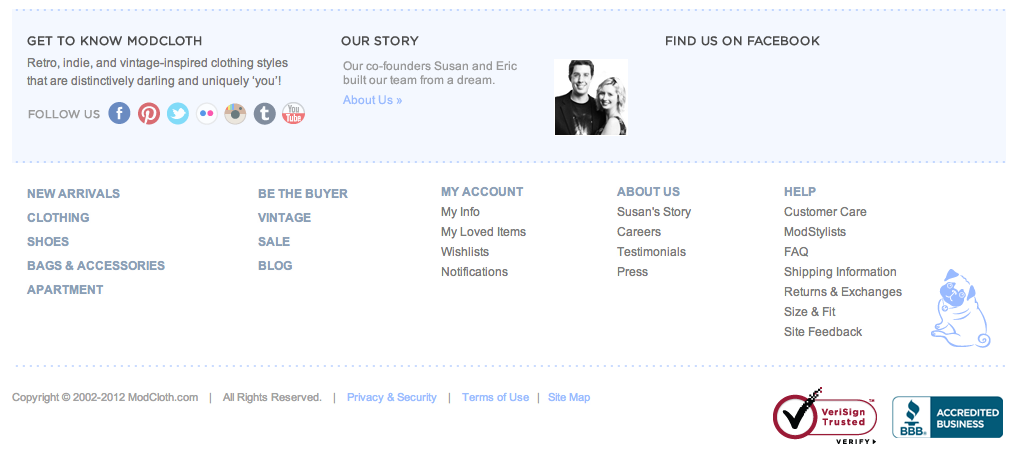 GET TO KNOW MODCLOTH
Retro, indie, and vintage-inspired clothing styles
that are distinctively darling and uniquely 'you'!
FOLLOW US f t You Tube
OUR STORY
Our co-founders Susan and Eric
built our team from a dream.
About Us »
FIND US ON FACEBOOK
NEW ARRIVALS
CLOTHING
SHOES
BAGS & ACCESSORIES
APARTMENT
BE THE BUYER
VINTAGE
SALE
BLOG
MY ACCOUNT
My Info
My Loved Items
Wishlists
Notifications
ABOUT US
Susan's Story
Careers
Testimonials
Press
HELP
Customer Care
ModStylists
FAQ
Shipping Information
Returns & Exchanges
Size & Fit
Site Feedback
Copyright © 2002-2012 ModCloth.com | All Rights Reserved. | Privacy & Security | Terms of Use | Site Map
VeriSign
Trusted
VERIFY
BBB.
ACCREDITED
BUSINESS